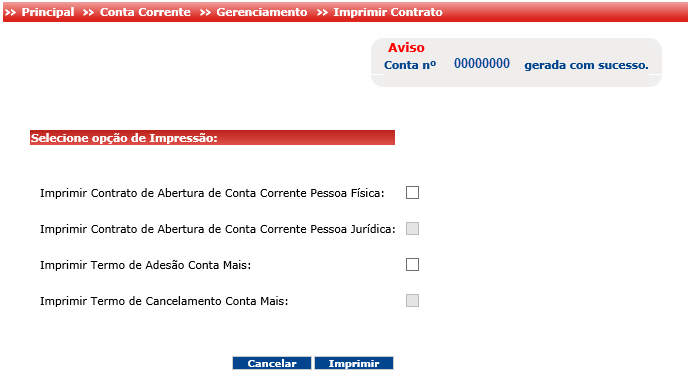 >> Principal >> Conta Corrente >> Gerenciamento >> Imprimir Contrato
Aviso
Conta nº 00000000 gerada com sucesso.
Selecione opção de Impressão:
Imprimir Contrato de Abertura de Conta Corrente Pessoa Física:
Imprimir Contrato de Abertura de Conta Corrente Pessoa Jurídica:
Imprimir Termo de Adesão Conta Mais:
Imprimir Termo de Cancelamento Conta Mais:
Cancelar Imprimir